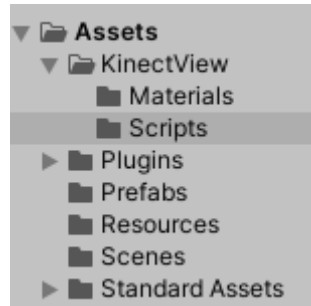 Assets
KinectView
Materials
Scripts
Plugins
Prefabs
Resources
Scenes
Standard Assets